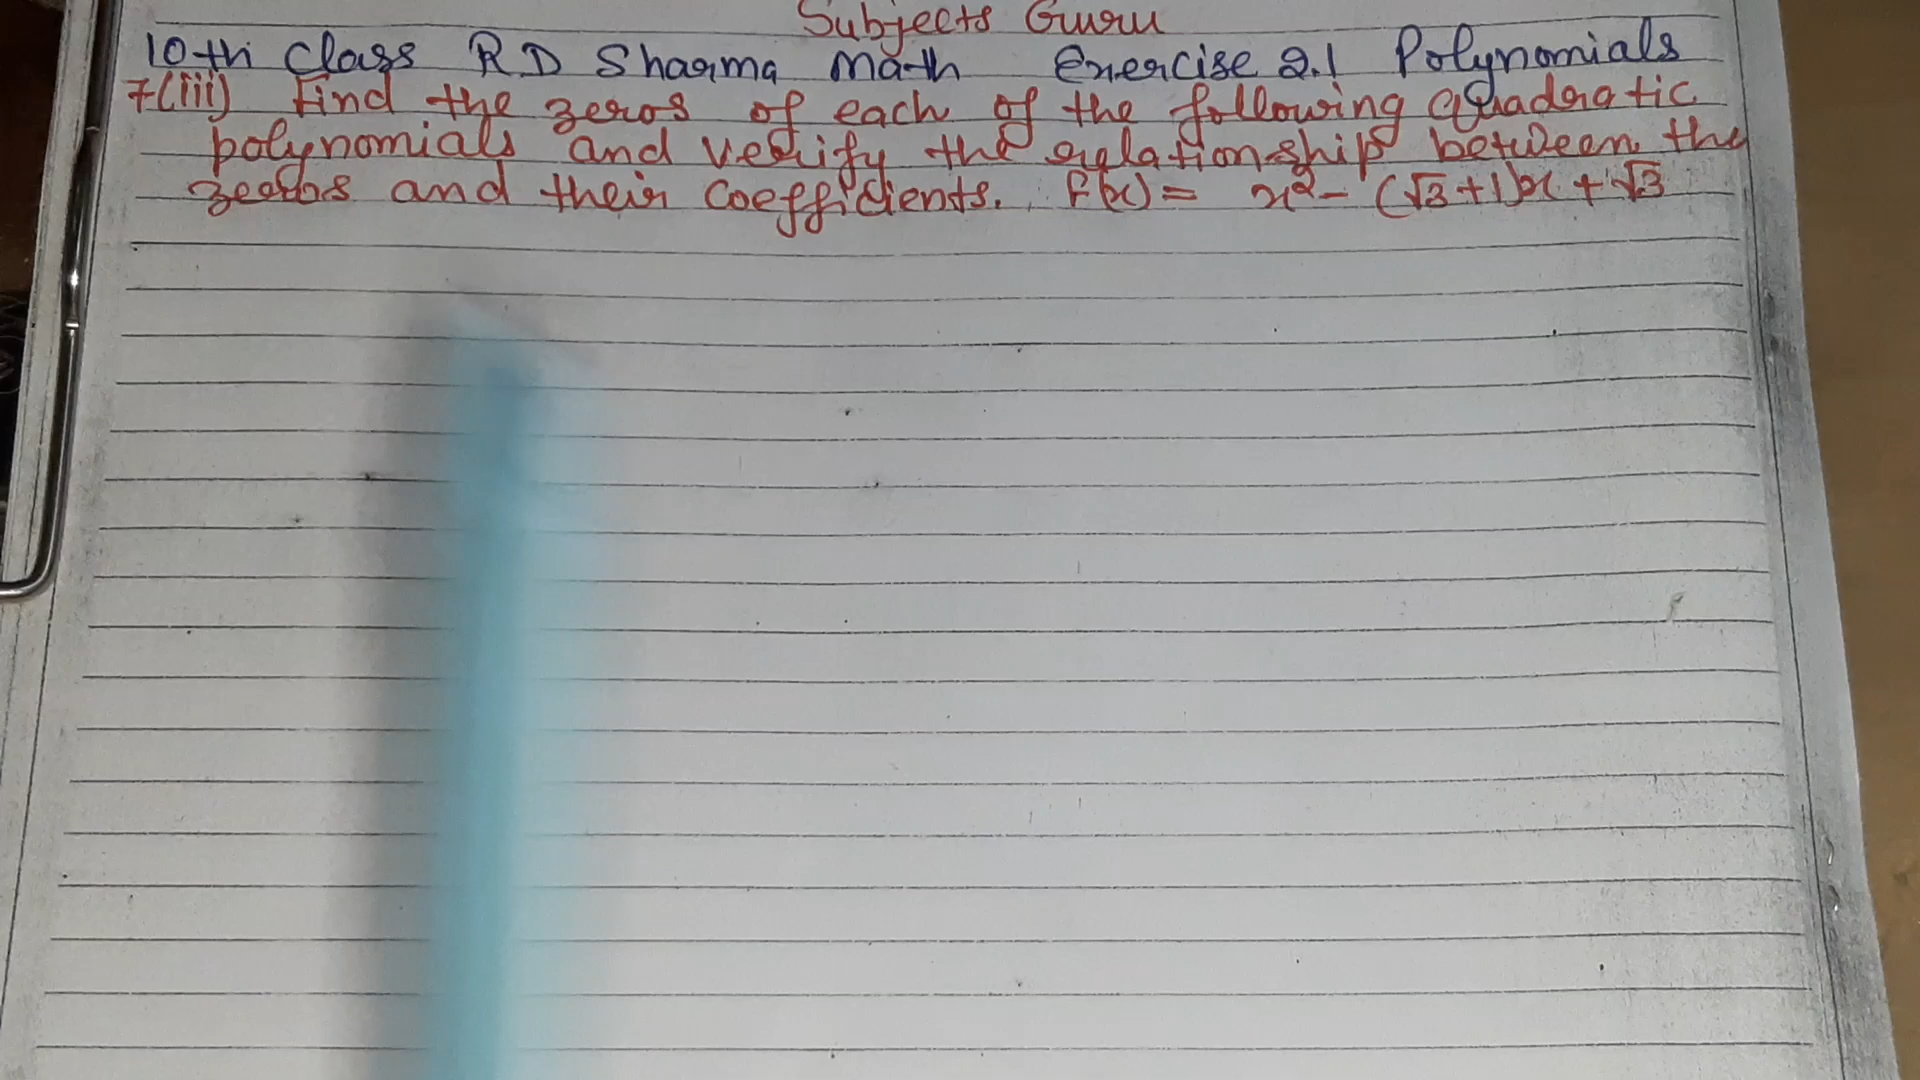 Subjects Guru
10th Class RD Sharma Math Exercise 2.1 Polynomials
7(iii) Find the zeros of each of the following quadratic
polynomials and verify the relationship between the
zeros and their coefficients. f(x) = x² - (√3+1)x + √3